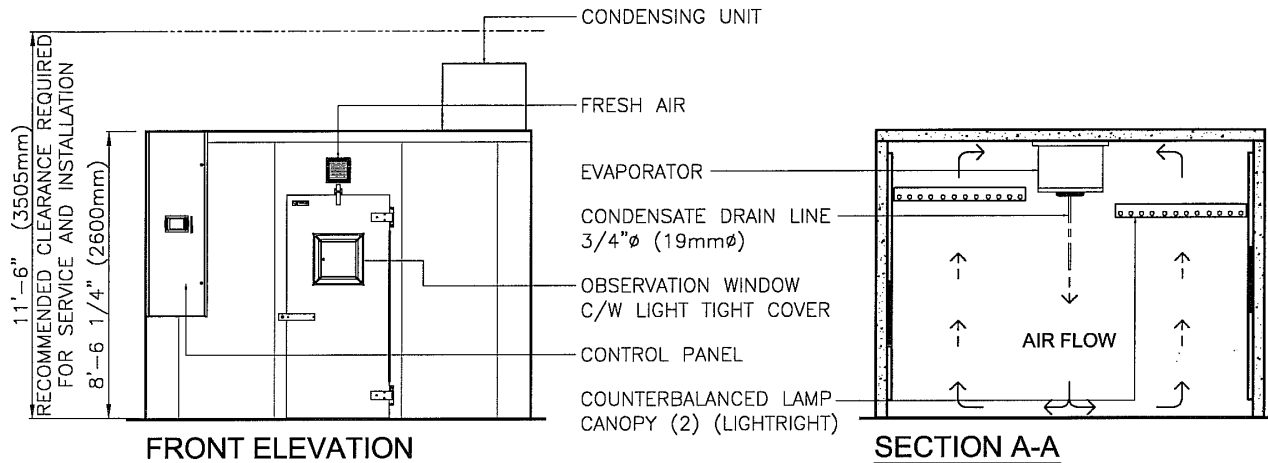 11'-6" (3505mm)
RECOMMENDED CLEARANCE REQUIRED
FOR SERVICE AND INSTALLATION
8'-6 1/4" (2600mm)
CONDENSING UNIT
FRESH AIR
EVAPORATOR
CONDENSATE DRAIN LINE
3/4"ø (19mmø)
OBSERVATION WINDOW
C/W LIGHT TIGHT COVER
CONTROL PANEL
COUNTERBALANCED LAMP
CANOPY (2) (LIGHTRIGHT)
AIR FLOW
FRONT ELEVATION
SECTION A-A